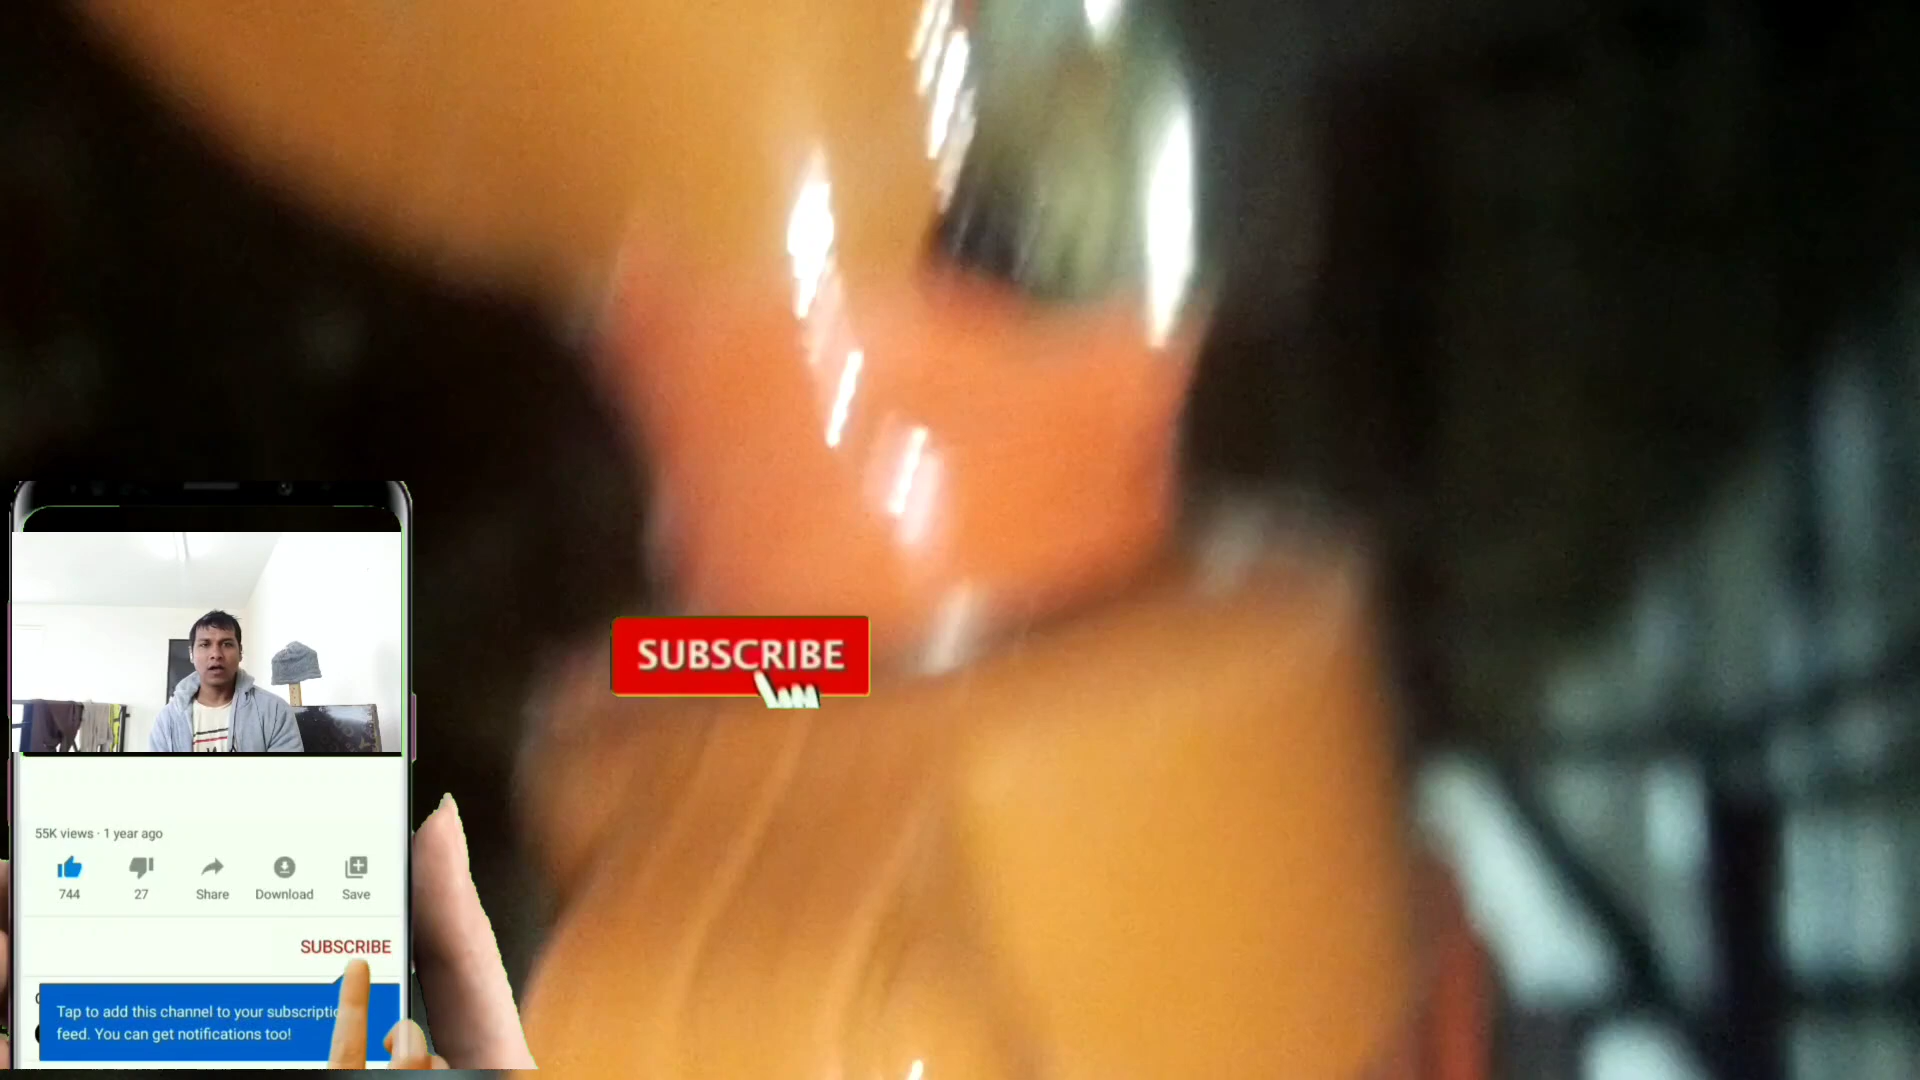 SUBSCRIBE
55K views · 1 year ago
744
27
Share
Download
Save
SUBSCRIBE
Tap to add this channel to your
feed. You can get notifications too!